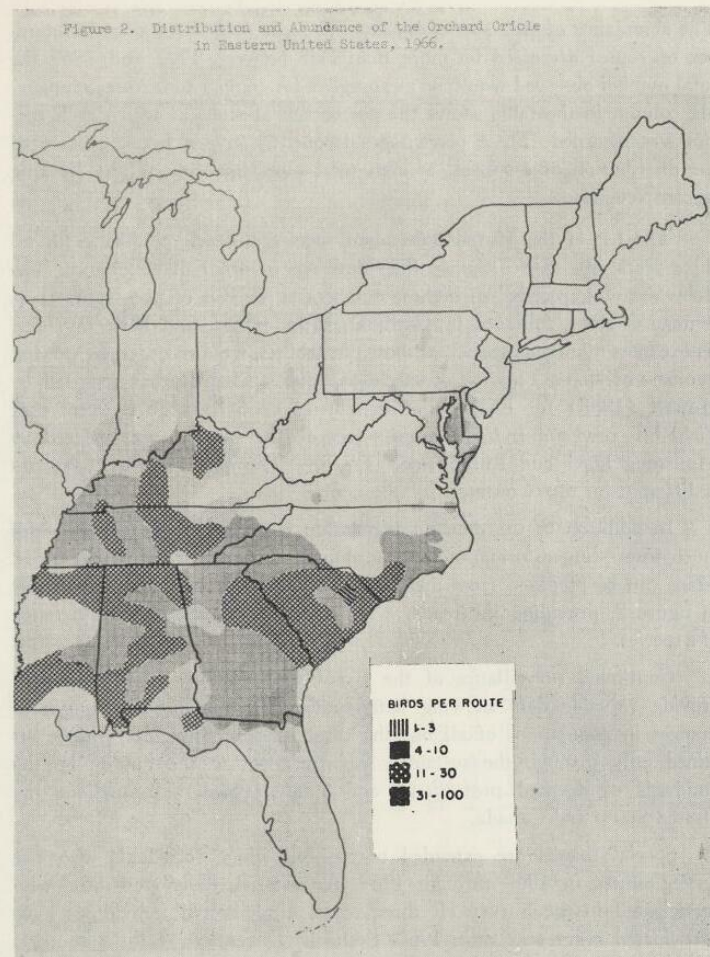 Figure 2. Distribution and Abundance of the Orchard Oriole
in Eastern United States, 1966.
BIRDS PER ROUTE
1-3
4-10
11-30
31-100